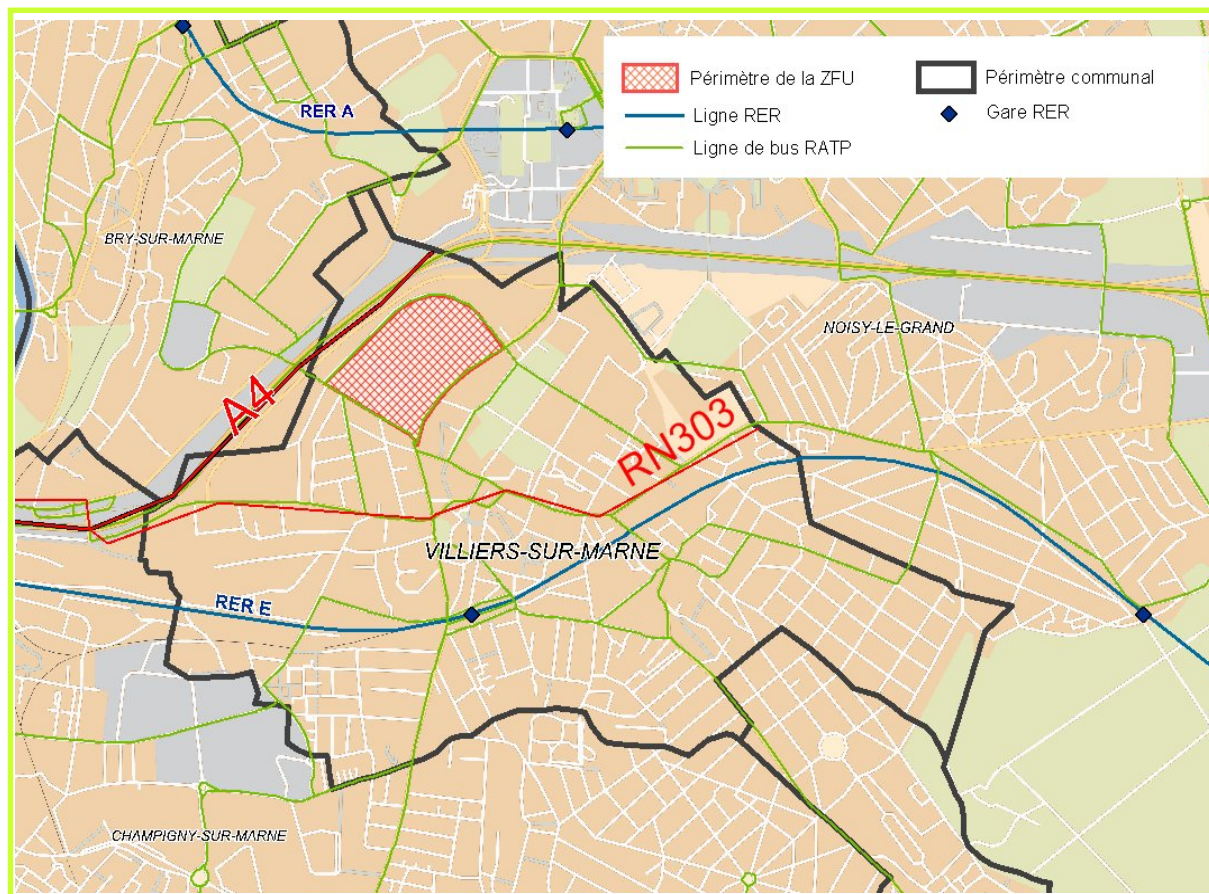 RER A
Périmètre de la ZFU
Périmètre communal
Ligne RER
Gare RER
Ligne de bus RATP
BRY-SUR-MARNE
NOISY-LE-GRAND
A4
RN303
VILLIERS-SUR-MARNE
RER E
CHAMPIGNY-SUR-MARNE